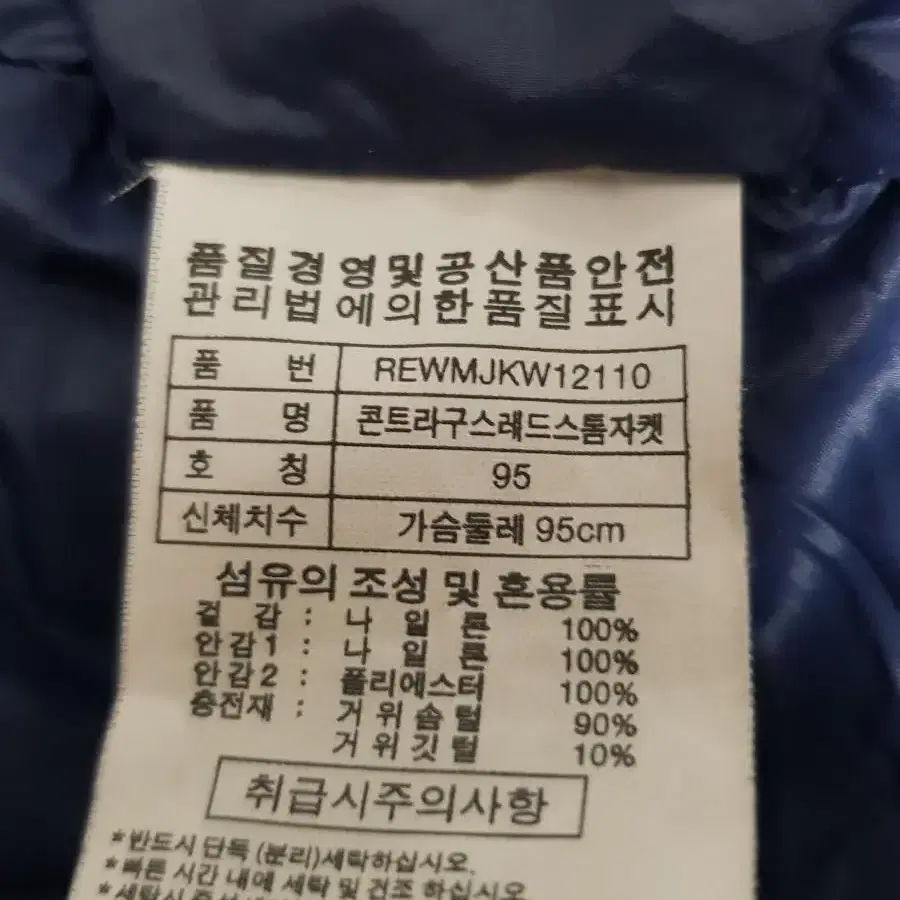 품질경영및공산품안전
관리법에의한품질표시
품 번 REWMJKW12110
품 명 콘트라구스레드스톰자켓
호 칭 95
신체치수 가슴둘레 95cm
섬유의 조성 및 혼용률
겉 감 : 나 일 론 100%
안감1 : 나 일 론 100%
안감2 : 폴리에스터 100%
충전재 : 거위솜털 90%
거위깃털 10%
취급시주의사항
*반드시 단독 (분리)세탁하십시오.
*빠른 시간 내에 세탁 및 건조 하십시오